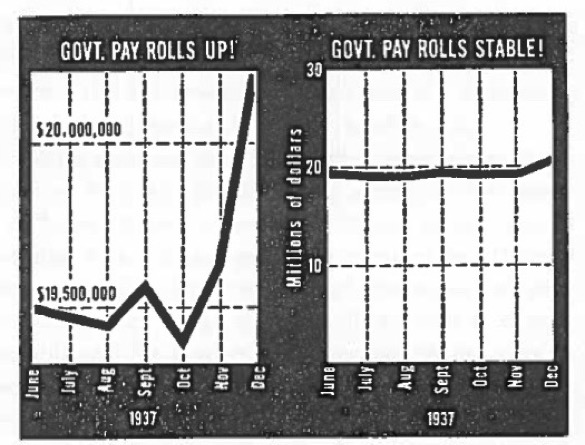 GOVT. PAY ROLLS UP!
$20,000,000
$19,500,000
June July Aug Sept Oct Nov Dec
1937
GOVT. PAY ROLLS STABLE!
Millions of dollars
30
20
10
June July Aug Sept Oct Nov Dec
1937